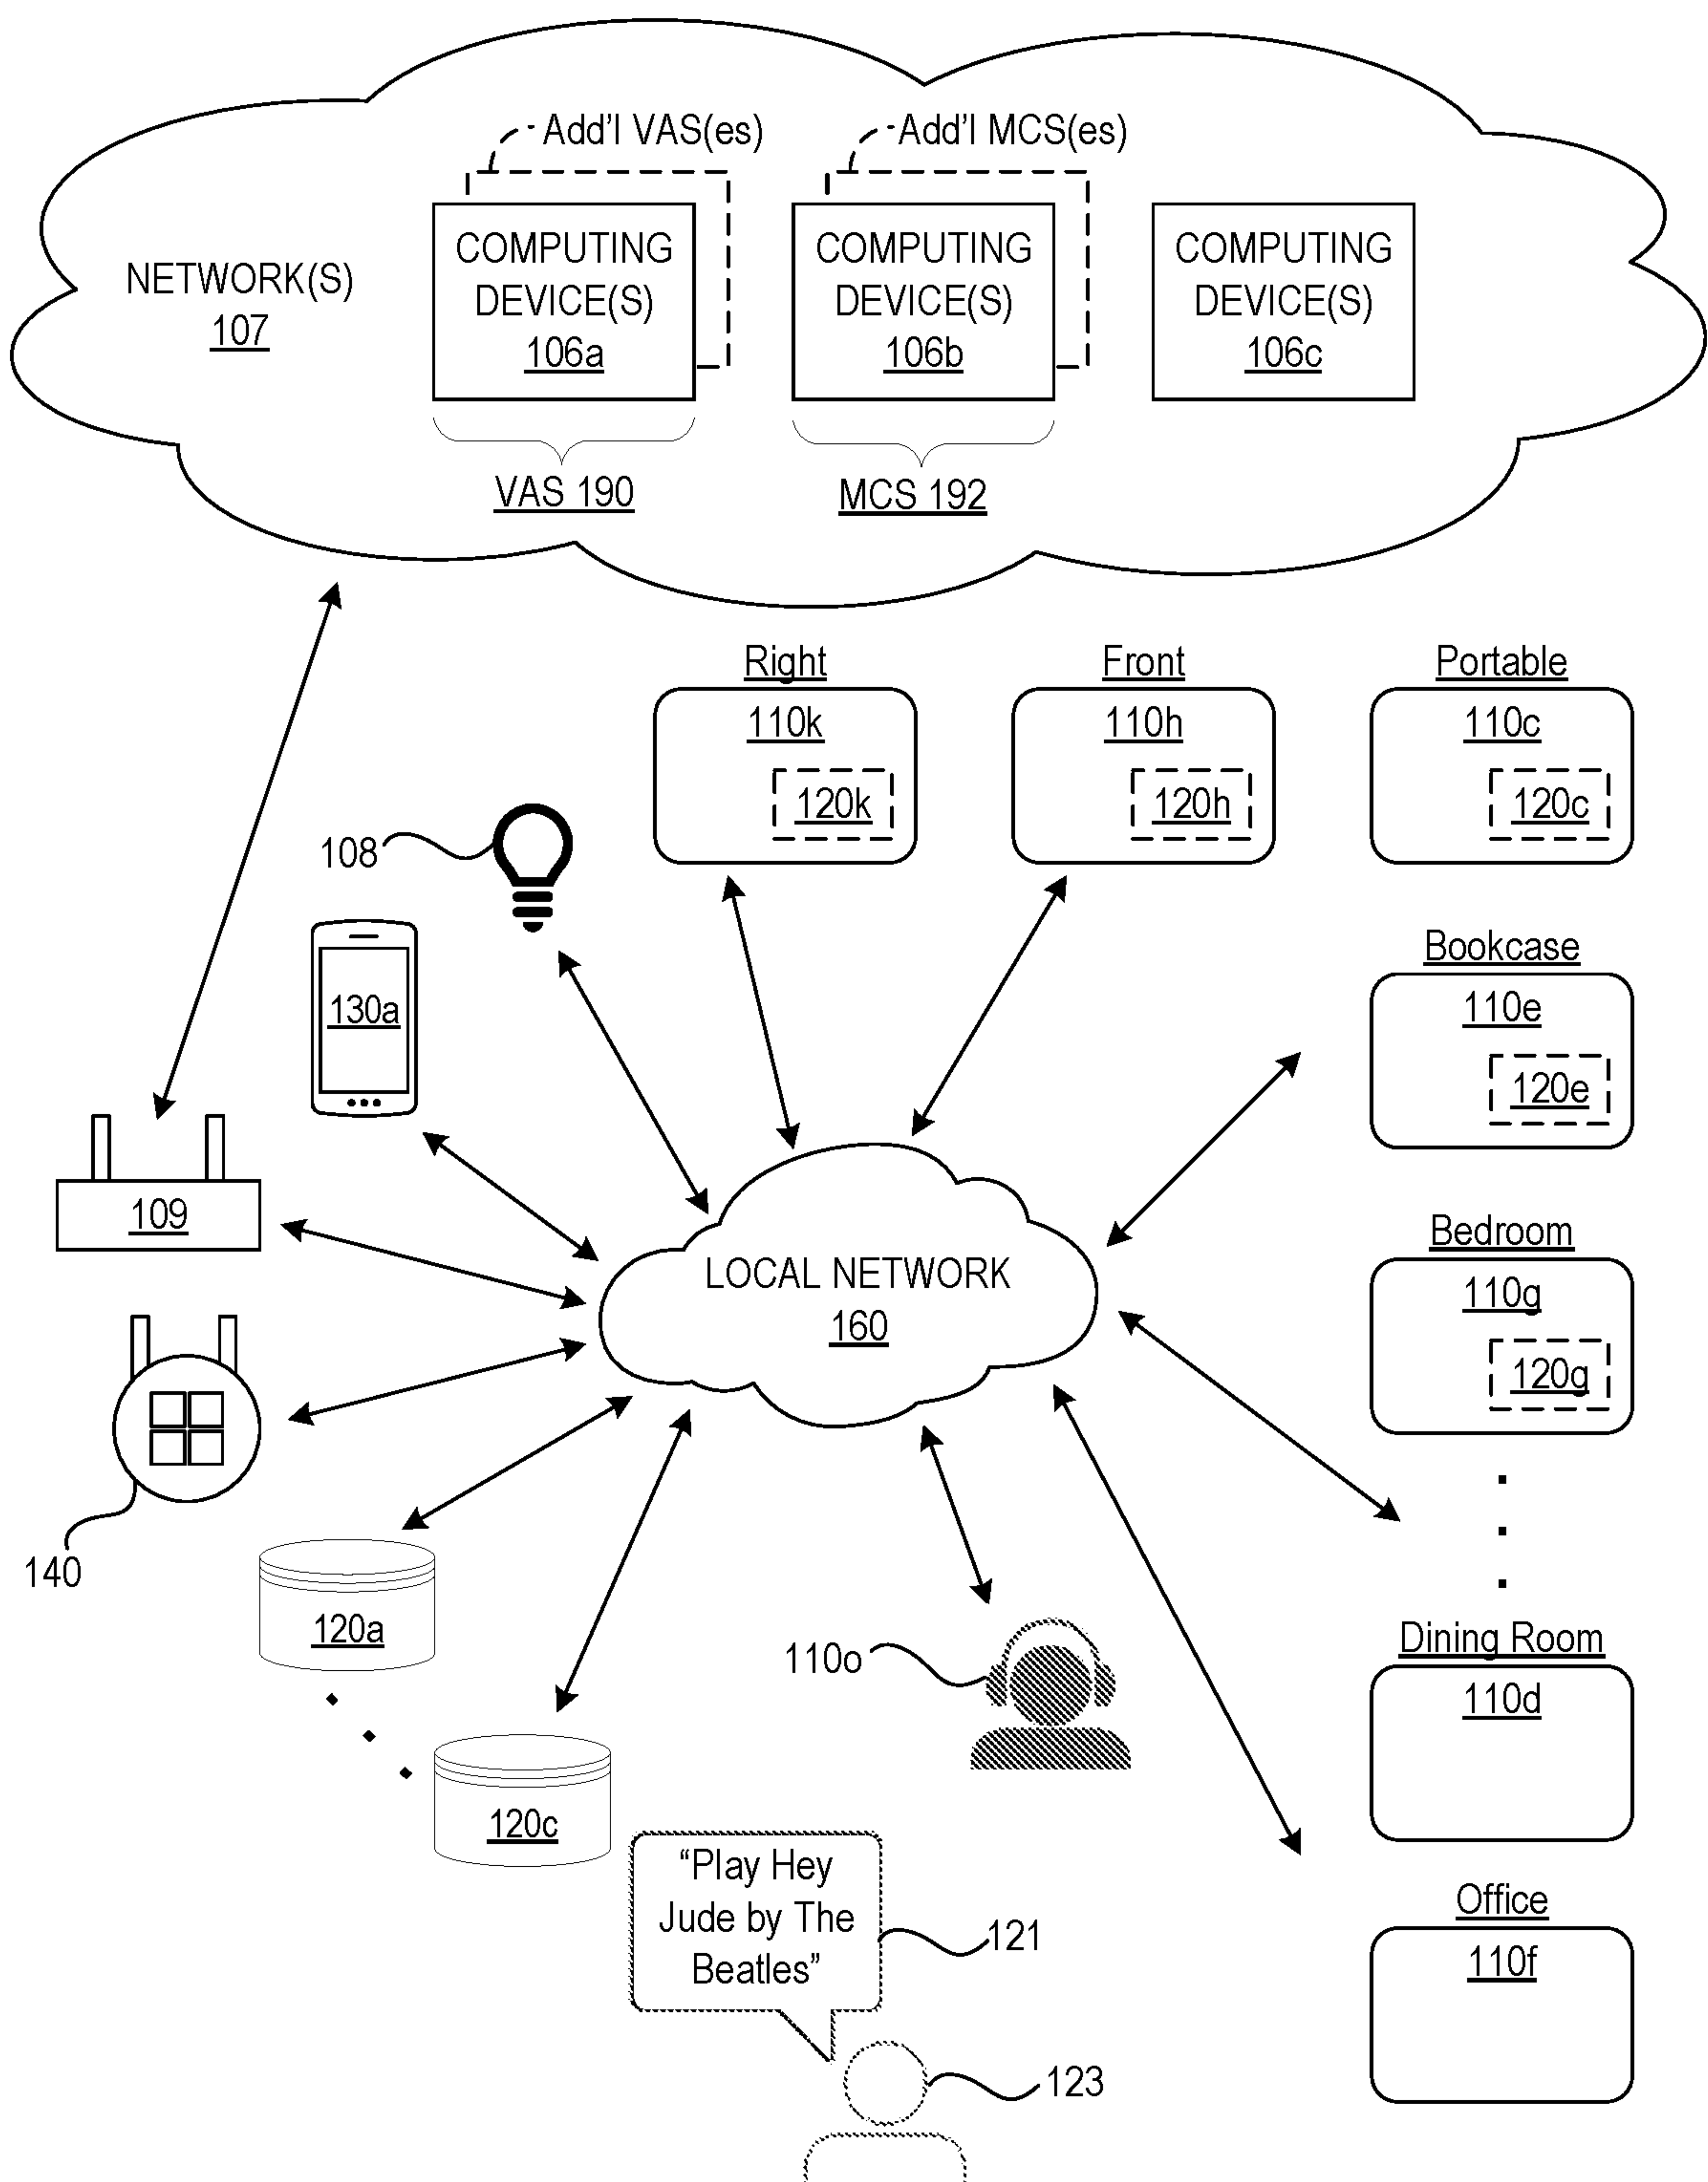 Add'l VAS(es)
Add'l MCS(es)
NETWORK(S)
107
COMPUTING
DEVICE(S)
106a
COMPUTING
DEVICE(S)
106b
COMPUTING
DEVICE(S)
106c
VAS 190
MCS 192
Right
110k
120k
Front
110h
120h
Portable
110c
120c
108
130a
Bookcase
110e
120e
109
LOCAL NETWORK
160
Bedroom
110g
120g
140
120a
120c
110o
Dining Room
110d
“Play Hey
Jude by The
Beatles”
121
Office
110f
123